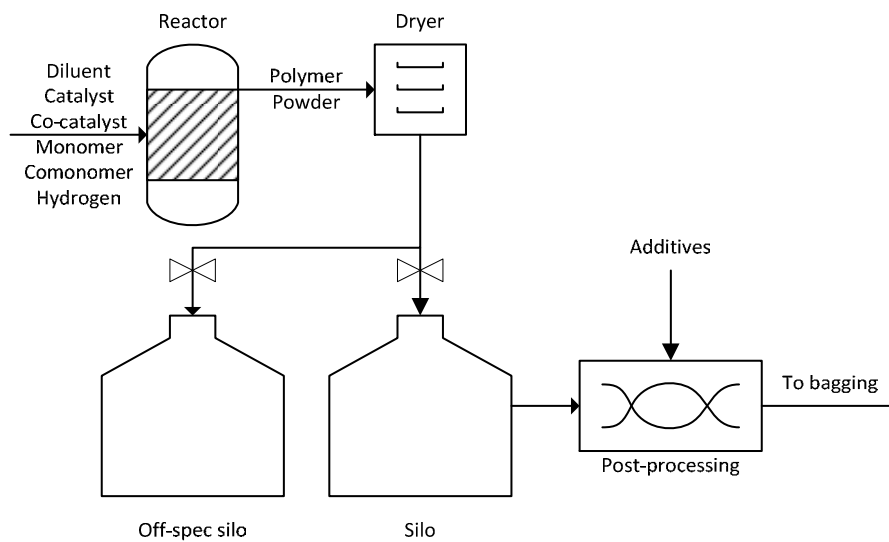 Reactor
Dryer
Diluent
Catalyst
Co-catalyst
Monomer
Comonomer
Hydrogen
Polymer
Powder
Additives
To bagging
Post-processing
Off-spec silo
Silo